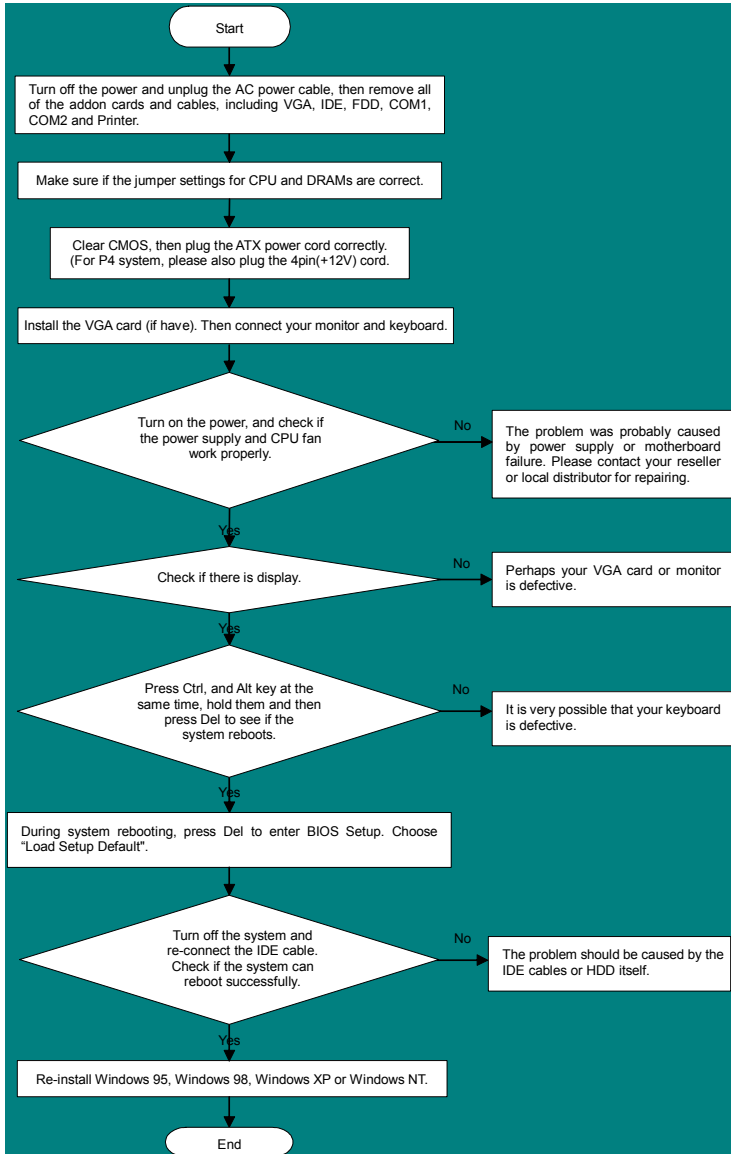 Start
Turn off the power and unplug the AC power cable, then remove all
of the addon cards and cables, including VGA, IDE, FDD, COM1,
COM2 and Printer.
Make sure if the jumper settings for CPU and DRAMs are correct.
Clear CMOS, then plug the ATX power cord correctly.
(For P4 system, please also plug the 4pin(+12V) cord.
Install the VGA card (if have). Then connect your monitor and keyboard.
Turn on the power, and check if
the power supply and CPU fan
work properly.
No
The problem was probably caused
by power supply or motherboard
failure. Please contact your reseller
or local distributor for repairing.
Yes
Check if there is display.
No
Perhaps your VGA card or monitor
is defective.
Yes
Press Ctrl, and Alt key at the
same time, hold them and then
press Del to see if the
system reboots.
No
It is very possible that your keyboard
is defective.
Yes
During system rebooting, press Del to enter BIOS Setup. Choose
“Load Setup Default".
Turn off the system and
re-connect the IDE cable.
Check if the system can
reboot successfully.
No
The problem should be caused by the
IDE cables or HDD itself.
Yes
Re-install Windows 95, Windows 98, Windows XP or Windows NT.
End